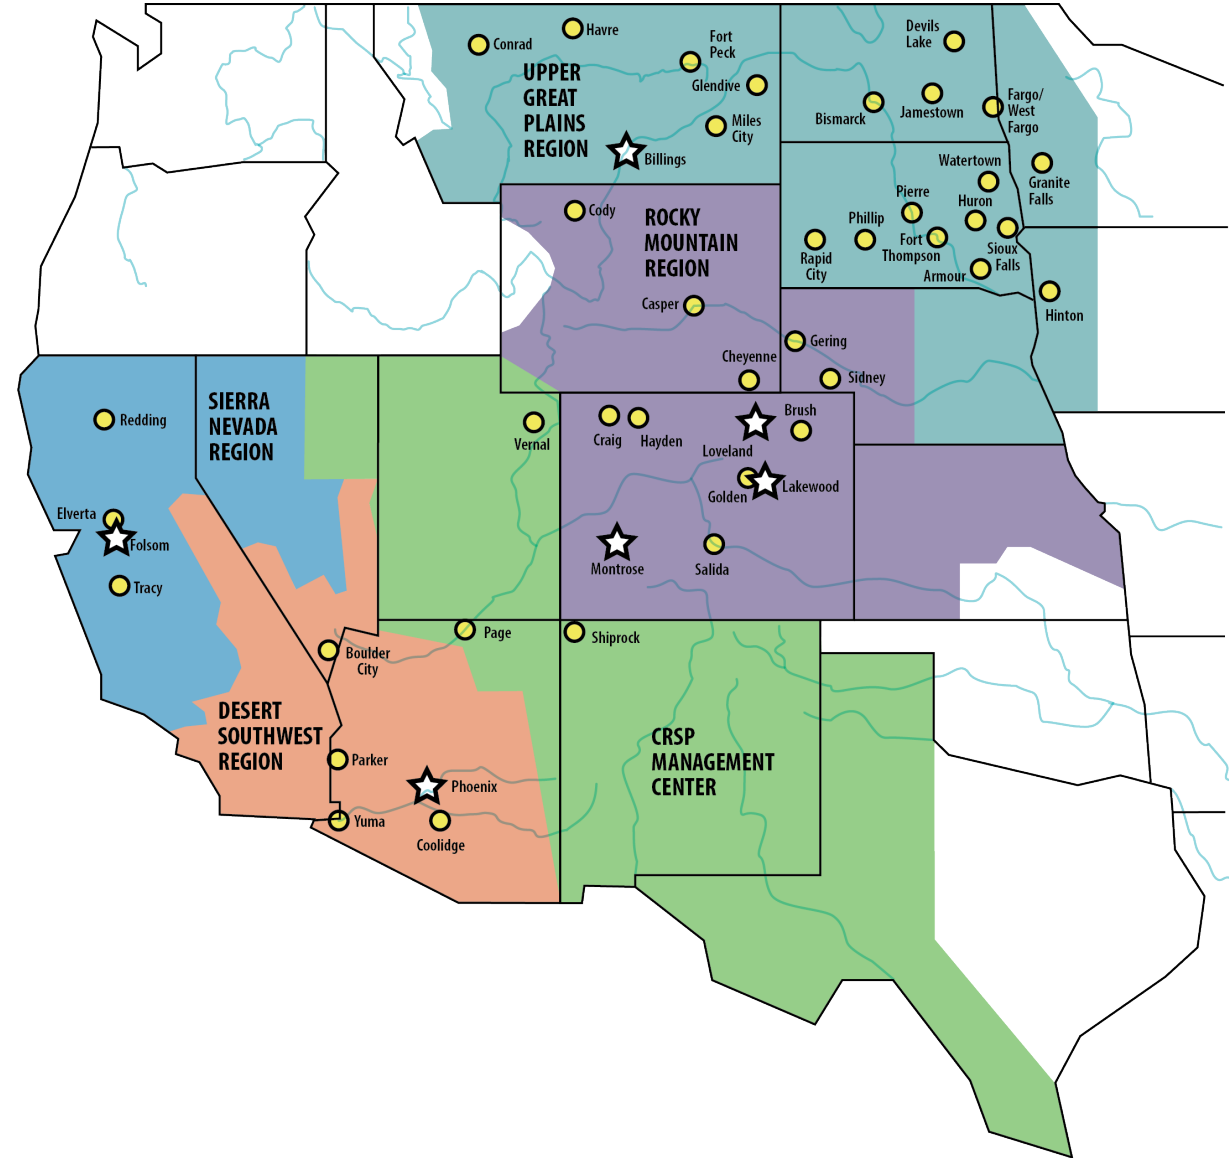 Conrad
Havre
Fort
Peck
Glendive
Miles
City
UPPER
GREAT
PLAINS
REGION
Billings
Devils
Lake
Bismarck
Jamestown
Fargo/
West
Fargo
Watertown
Granite
Falls
Pierre
Huron
Phillip
Rapid
City
Fort
Thompson
Sioux
Falls
Armour
Hinton
Cody
ROCKY
MOUNTAIN
REGION
Casper
Gering
Cheyenne
Sidney
Redding
SIERRA
NEVADA
REGION
Vernal
Craig
Hayden
Loveland
Brush
Golden
Lakewood
Elverta
Folsom
Tracy
Montrose
Salida
Boulder
City
Page
Shiprock
DESERT
SOUTHWEST
REGION
Parker
Phoenix
Yuma
Coolidge
CRSP
MANAGEMENT
CENTER